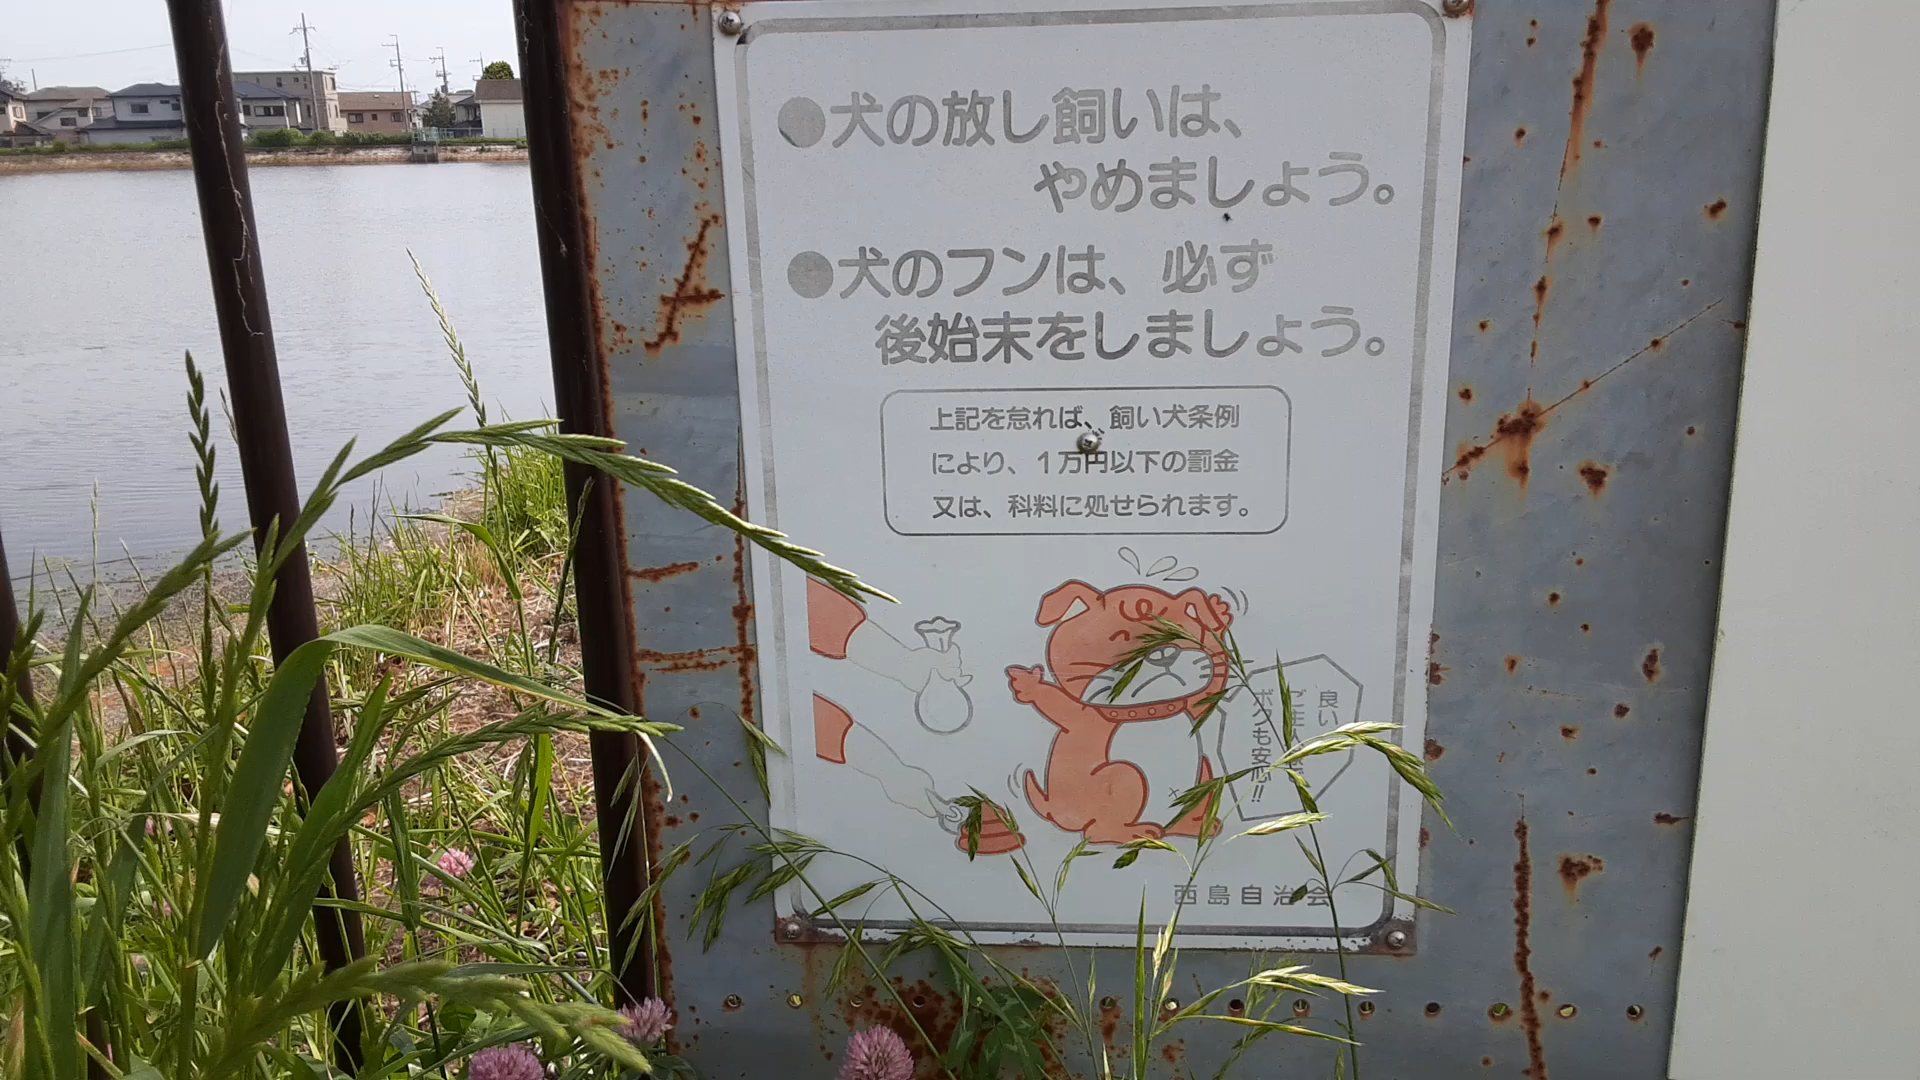 ●犬の放し飼いは、
やめましょう。
●犬のフンは、必ず
後始末をしましょう。
上記を怠れば、飼い犬条例
により、1万円以下の罰金
又は、科料に処せられます。
良い
ご主人
ボクも安心!!
西島自治会